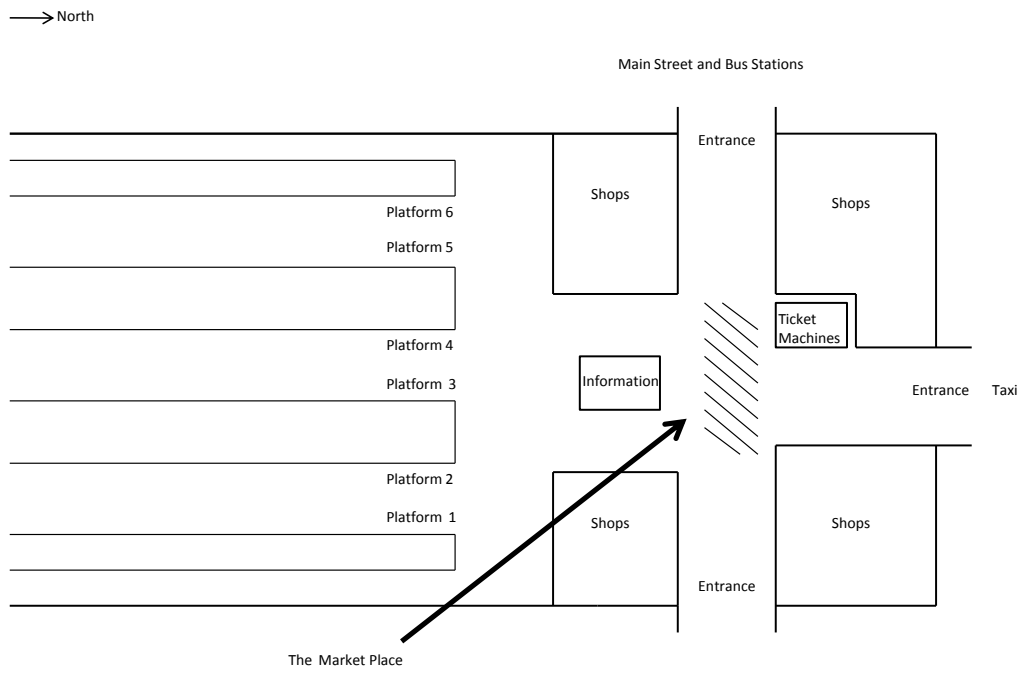 North
Main Street and Bus Stations
Entrance
Shops
Shops
Platform 6
Platform 5
Ticket
Machines
Platform 4
Information
Platform 3
Entrance
Taxi
Platform 2
Platform 1
Shops
Shops
Entrance
The Market Place